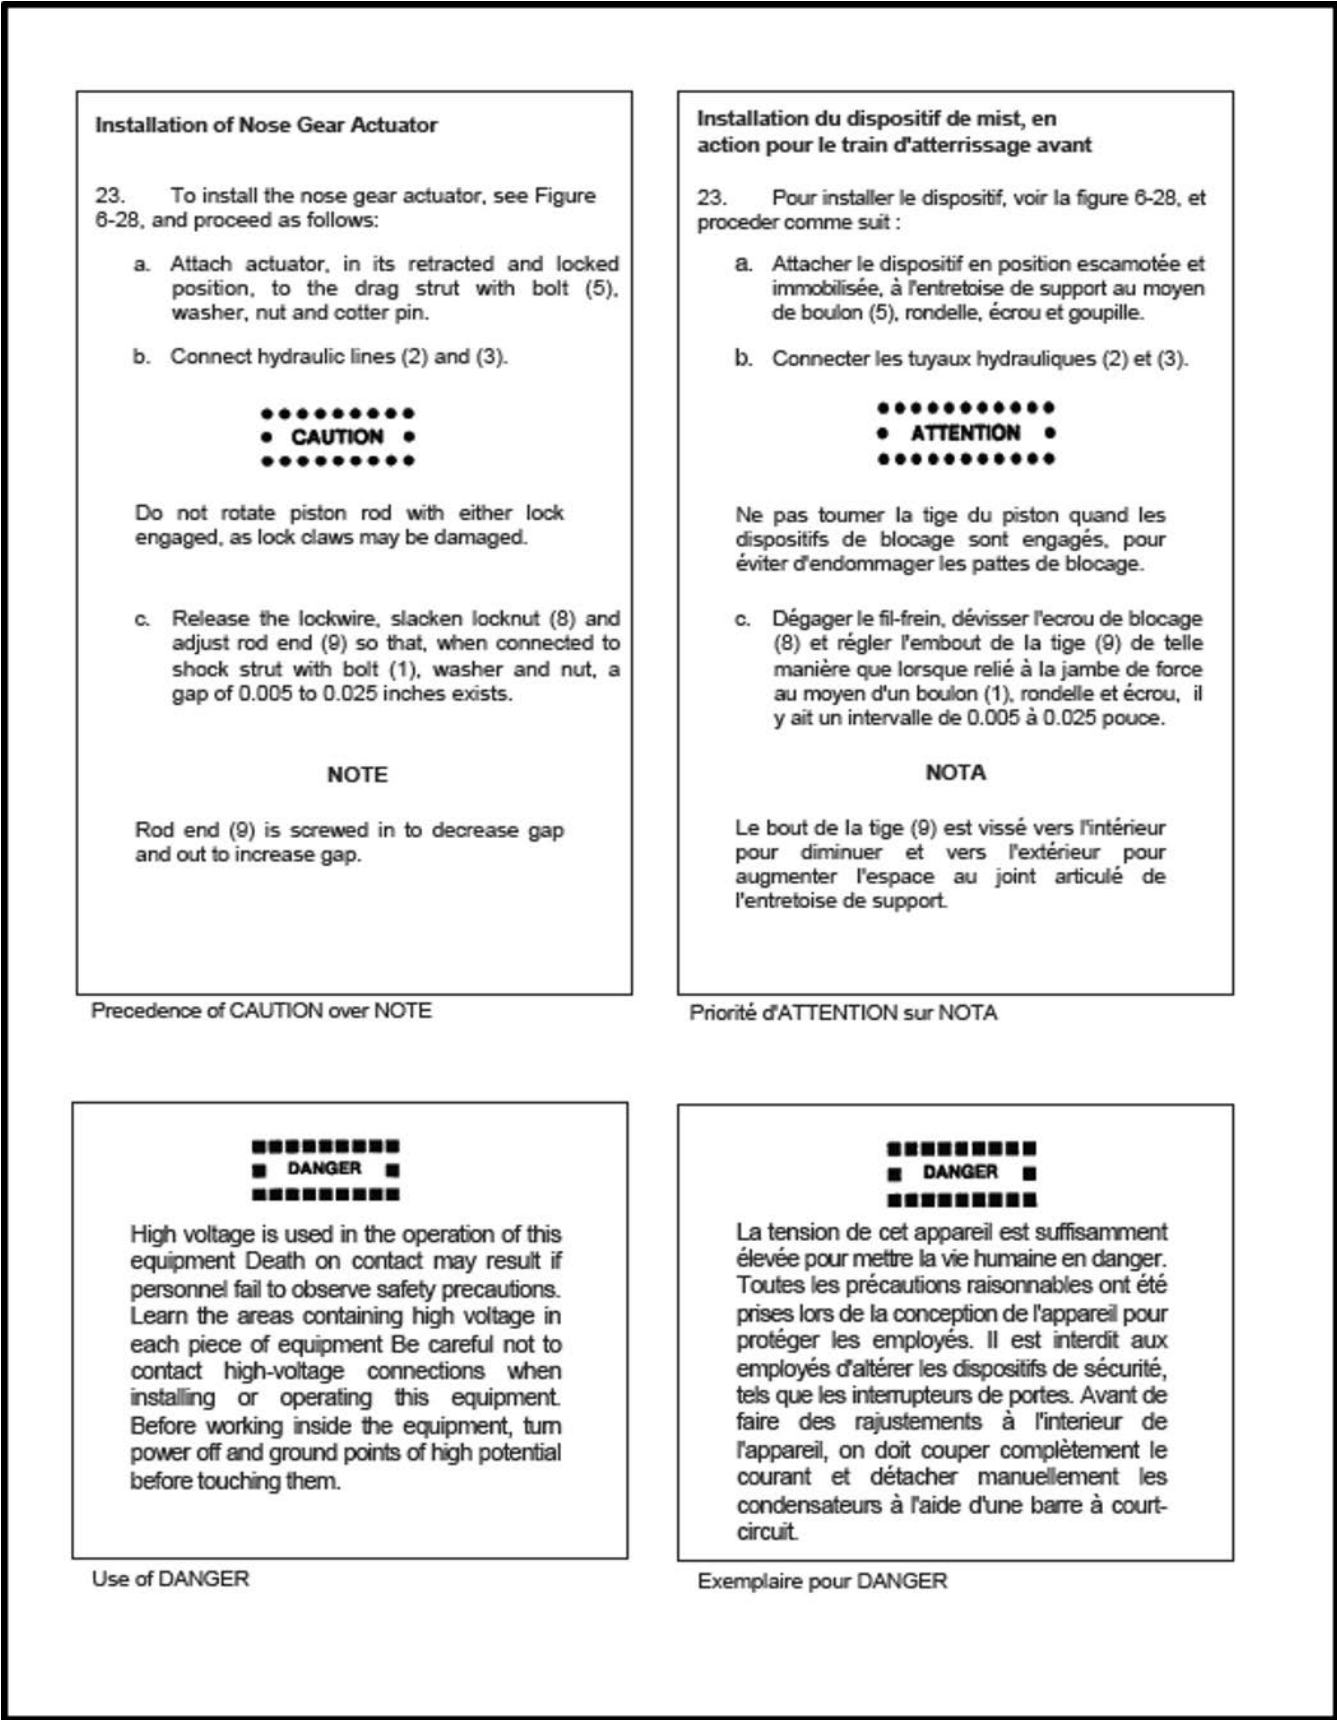 Installation of Nose Gear Actuator
23. To install the nose gear actuator, see Figure
6-28, and proceed as follows:
a. Attach actuator, in its retracted and locked
position, to the drag strut with bolt (5),
washer, nut and cotter pin.
b. Connect hydraulic lines (2) and (3).
CAUTION
Do not rotate piston rod with either lock
engaged, as lock claws may be damaged.
c. Release the lockwire, slacken locknut (8) and
adjust rod end (9) so that, when connected to
shock strut with bolt (1), washer and nut, a
gap of 0.005 to 0.025 inches exists.
NOTE
Rod end (9) is screwed in to decrease gap
and out to increase gap.
Precedence of CAUTION over NOTE
Installation du dispositif de mist, en
action pour le train d'atterrissage avant
23. Pour installer le dispositif, voir la figure 6-28, et
proceder comme suit :
a. Attacher le dispositif en position escamotée et
immobilisée, à l'entretoise de support au moyen
de boulon (5), rondelle, écrou et goupille.
b. Connecter les tuyaux hydrauliques (2) et (3).
ATTENTION
Ne pas tourner la tige du piston quand les
dispositifs de blocage sont engagés, pour
éviter d'endommager les pattes de blocage.
c. Dégager le fil-frein, dévisser l'ecrou de blocage
(8) et régler l'embout de la tige (9) de telle
manière que lorsque relié à la jambe de force
au moyen d'un boulon (1), rondelle et écrou, il
y ait un intervalle de 0.005 à 0.025 pouce.
NOTA
Le bout de la tige (9) est vissé vers l'intérieur
pour diminuer et vers l'extérieur pour
augmenter l'espace au joint articulé de
l'entretoise de support.
Priorité d'ATTENTION sur NOTA
DANGER
High voltage is used in the operation of this
equipment Death on contact may result if
personnel fail to observe safety precautions.
Learn the areas containing high voltage in
each piece of equipment Be careful not to
contact high-voltage connections when
installing or operating this equipment.
Before working inside the equipment, turn
power off and ground points of high potential
before touching them.
Use of DANGER
DANGER
La tension de cet appareil est suffisamment
élevée pour mettre la vie humaine en danger.
Toutes les précautions raisonnables ont été
prises lors de la conception de l'appareil pour
protéger les employés. Il est interdit aux
employés d'altérer les dispositifs de sécurité,
tels que les interrupteurs de portes. Avant de
faire des rajustements à l'interieur de
l'appareil, on doit couper complètement le
courant et détacher manuellement les
condensateurs à l'aide d'une barre à court-
circuit.
Exemplaire pour DANGER